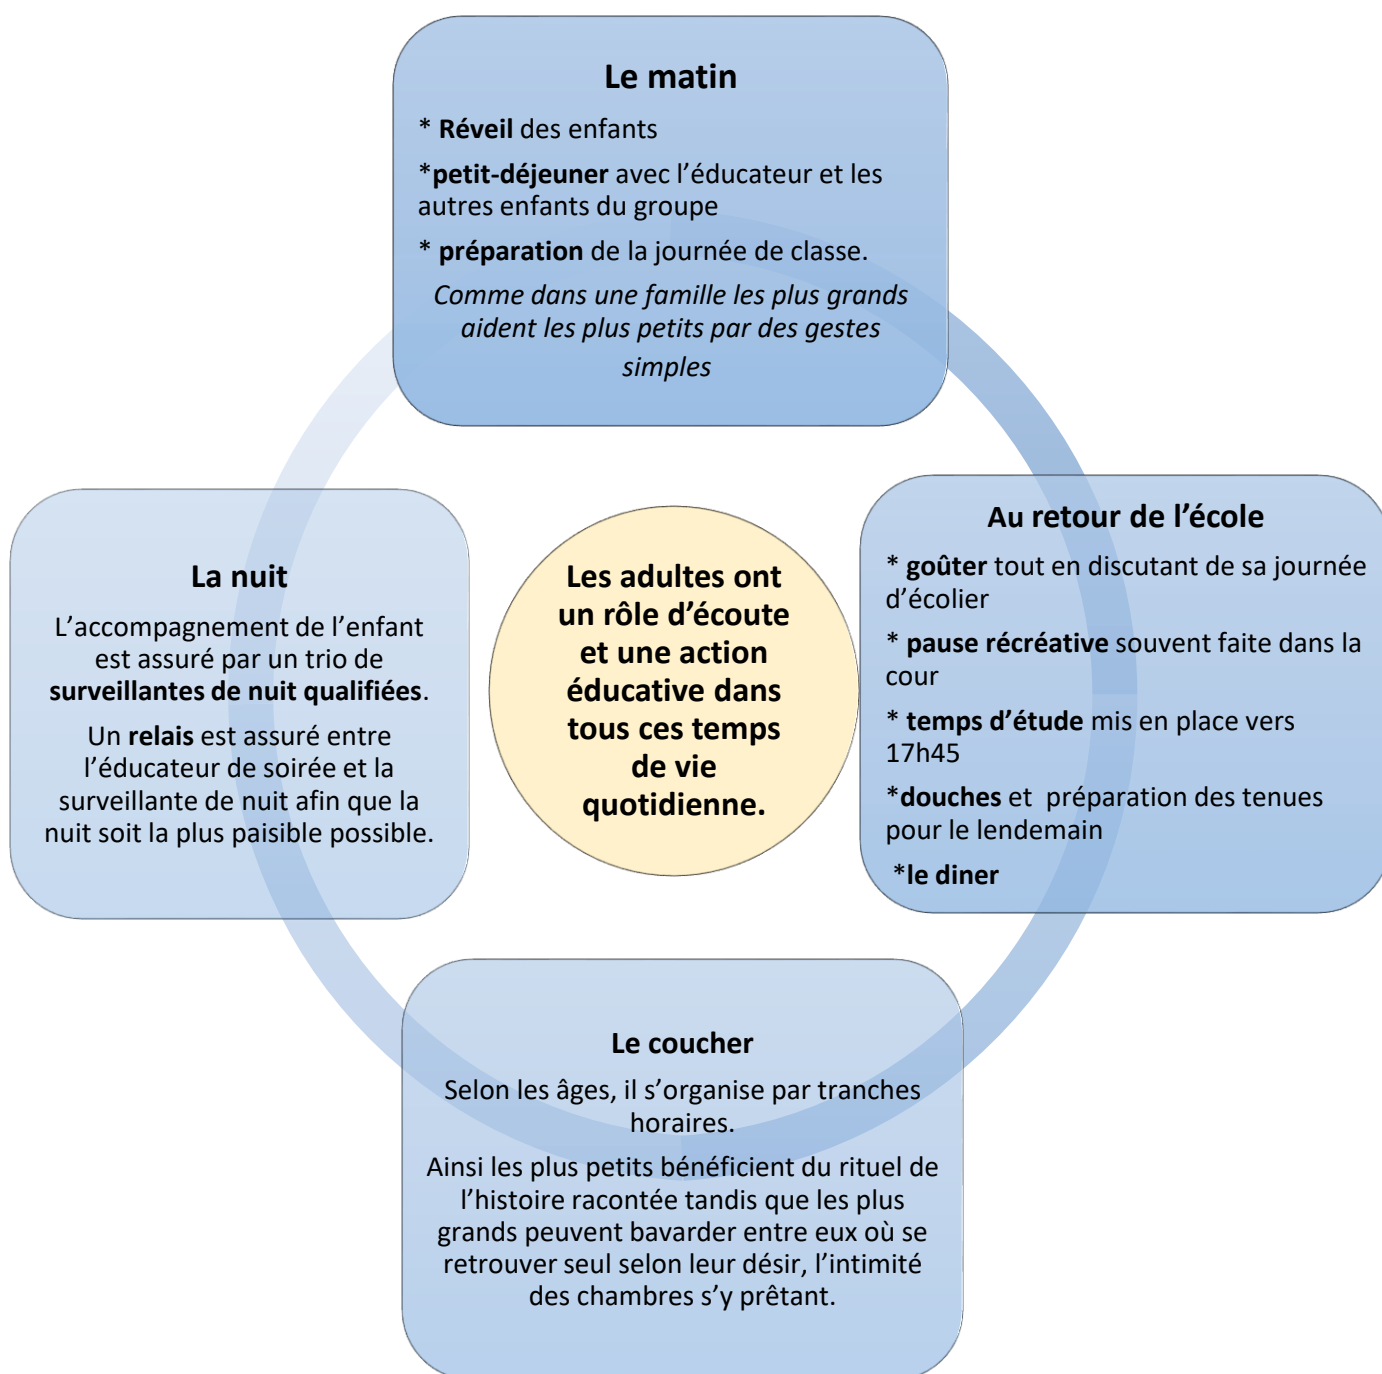 Le matin
* Réveil des enfants
*petit-déjeuner avec l’éducateur et les
autres enfants du groupe
* préparation de la journée de classe.
Comme dans une famille les plus grands
aident les plus petits par des gestes
simples
Au retour de l’école
* goûter tout en discutant de sa journée
d’écolier
* pause récréative souvent faite dans la
cour
* temps d’étude mis en place vers
17h45
*douches et  préparation des tenues
pour le lendemain
*le diner
Le coucher
Selon les âges, il s’organise par tranches
horaires.
Ainsi les plus petits bénéficient du rituel de
l’histoire racontée tandis que les plus
grands peuvent bavarder entre eux où se
retrouver seul selon leur désir, l’intimité
des chambres s’y prêtant.
La nuit
L’accompagnement de l’enfant
est assuré par un trio de
surveillantes de nuit qualifiées.
Un relais est assuré entre
l’éducateur de soirée et la
surveillante de nuit afin que la
nuit soit la plus paisible possible.
Les adultes ont
un rôle d’écoute
et une action
éducative dans
tous ces temps
de vie
quotidienne.